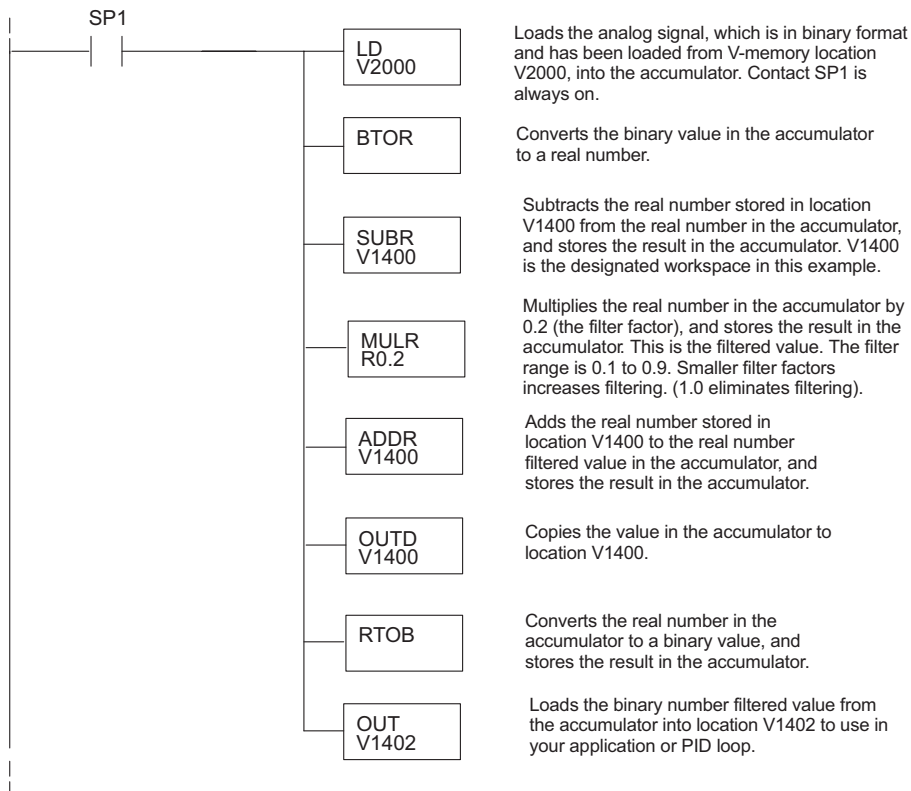 SP1
LD
V2000
Loads the analog signal, which is in binary format
and has been loaded from V-memory location
V2000, into the accumulator. Contact SP1 is
always on.
BTOR
Converts the binary value in the accumulator
to a real number.
SUBR
V1400
Subtracts the real number stored in location
V1400 from the real number in the accumulator,
and stores the result in the accumulator. V1400
is the designated workspace in this example.
MULR
R0.2
Multiplies the real number in the accumulator by
0.2 (the filter factor), and stores the result in the
accumulator. This is the filtered value. The filter
range is 0.1 to 0.9. Smaller filter factors
increases filtering. (1.0 eliminates filtering).
ADDR
V1400
Adds the real number stored in
location V1400 to the real number
filtered value in the accumulator, and
stores the result in the accumulator.
OUTD
V1400
Copies the value in the accumulator to
location V1400.
RTOB
Converts the real number in the
accumulator to a binary value, and
stores the result in the accumulator.
OUT
V1402
Loads the binary number filtered value from
the accumulator into location V1402 to use in
your application or PID loop.